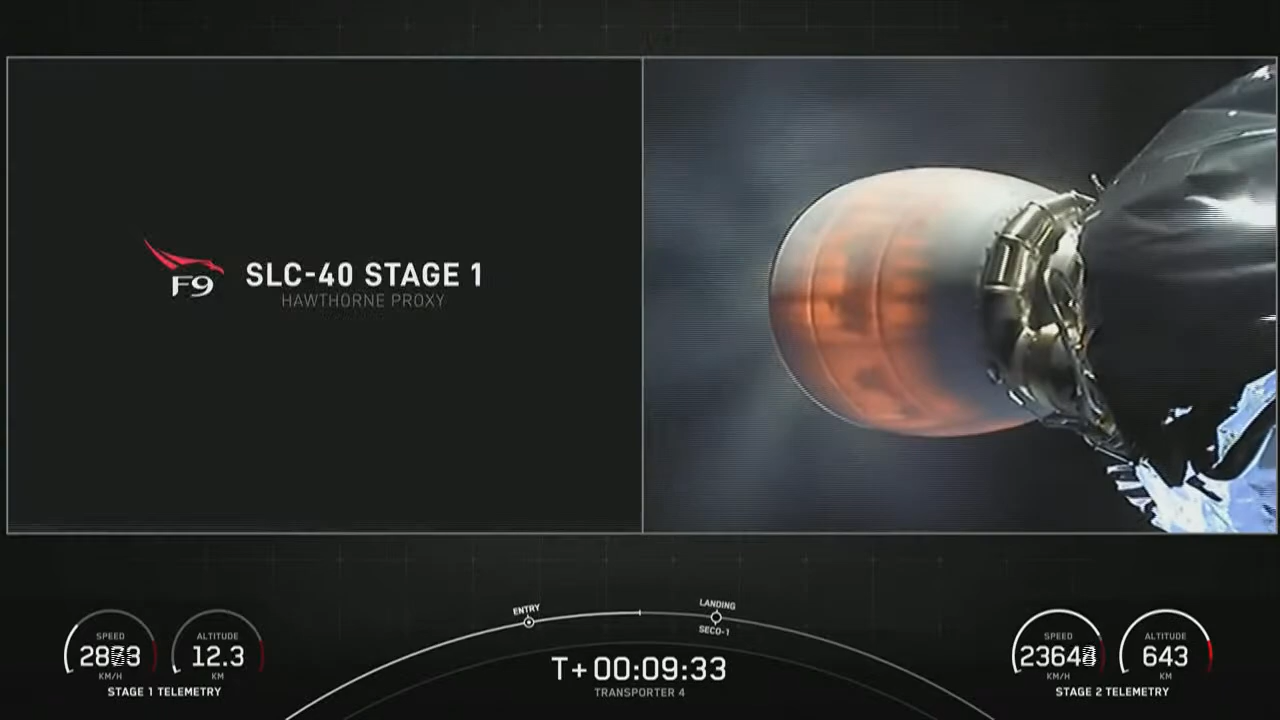 F9
SLC-40 STAGE 1
HAWTHORNE PROXY
ENTRY
LANDING
SECO-1
SPEED
KM/H
ALTITUDE
12.3
KM
STAGE 1 TELEMETRY
T+00:09:33
TRANSPORTER 4
SPEED
KM/H
ALTITUDE
643
KM
STAGE 2 TELEMETRY